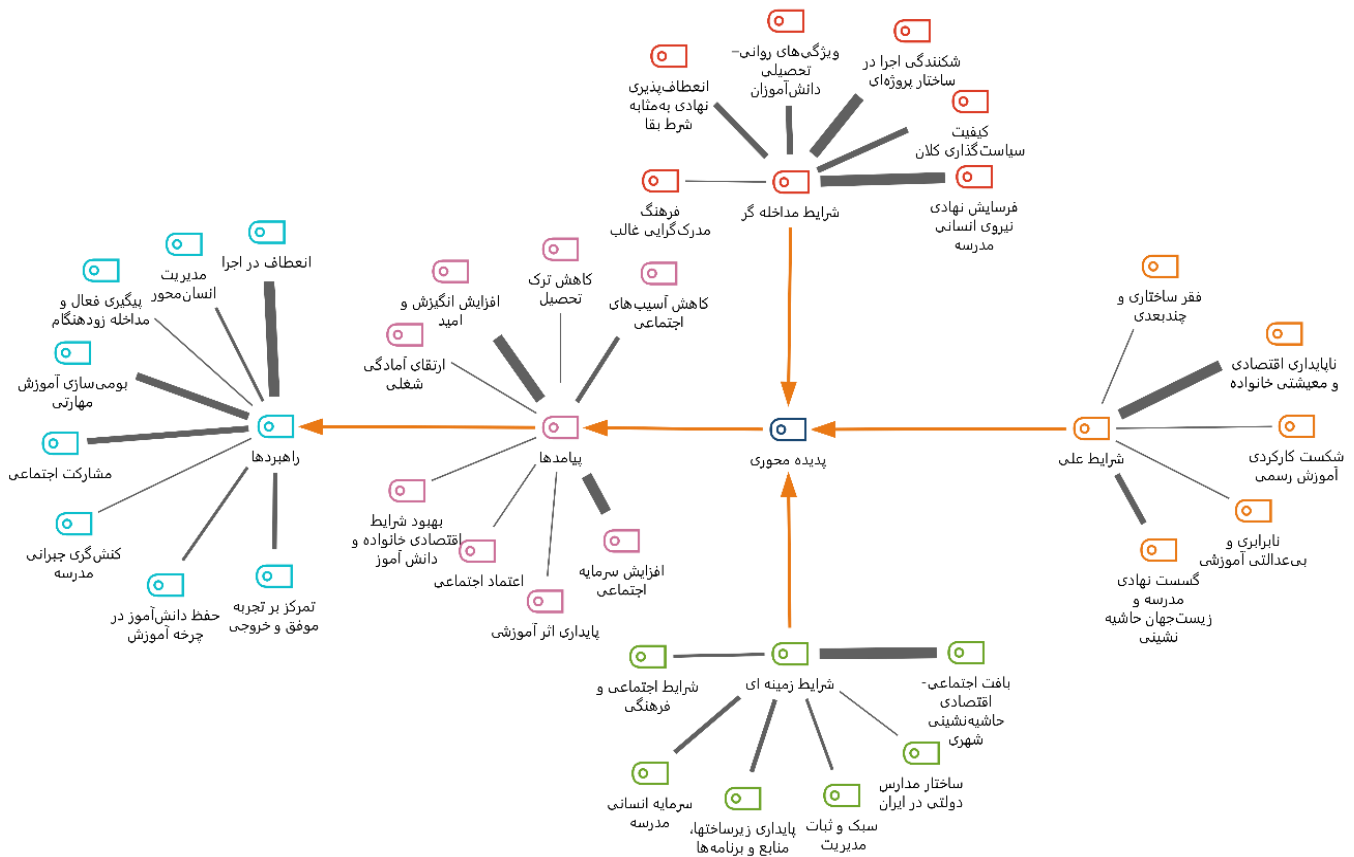 ویژگی‌های روانی–
تحصیلی
دانش‌آموزان
شکنندگی اجرا در
ساختار پروژه‌ای
انعطاف‌پذیری
نهادی به‌مثابه
شرط بقا
کیفیت
سیاست‌گذاری کلان
فرهنگ
مدرک‌گرایی غالب
شرایط مداخله گر
فرسایش نهادی
نیروی انسانی
مدرسه
فقر ساختاری و
چندبعدی
ناپایداری اقتصادی
و معیشتی خانواده
شرایط علی
شکست کارکردی
آموزش رسمی
نابرابری و
بی‌عدالتی آموزشی
گسست نهادی
مدرسه و
زیست‌جهان حاشیه
نشینی
پدیده محوری
کاهش ترک
تحصیل
کاهش آسیب‌های
اجتماعی
افزایش انگیزش و
امید
ارتقای آمادگی
شغلی
پیامدها
بهبود شرایط
اقتصادی خانواده و
دانش آموز
اعتماد اجتماعی
پایداری اثر آموزشی
افزایش سرمایه
اجتماعی
انعطاف در اجرا
مدیریت
انسان‌محور
پیگیری فعال و
مداخله زودهنگام
بومی‌سازی آموزش
مهارتی
مشارکت اجتماعی
راهبردها
کنش‌گری جبرانی
مدرسه
حفظ دانش‌آموز در
چرخه آموزش
تمرکز بر تجربه
موفق و خروجی
شرایط زمینه ای
بافت اجتماعی-
اقتصادی
حاشیه‌نشینی
شهری
شرایط اجتماعی و
فرهنگی
سرمایه انسانی
مدرسه
پایداری زیرساختها،
منابع و برنامه‌ها
سبک و ثبات
مدیریت
ساختار مدارس
دولتی در ایران